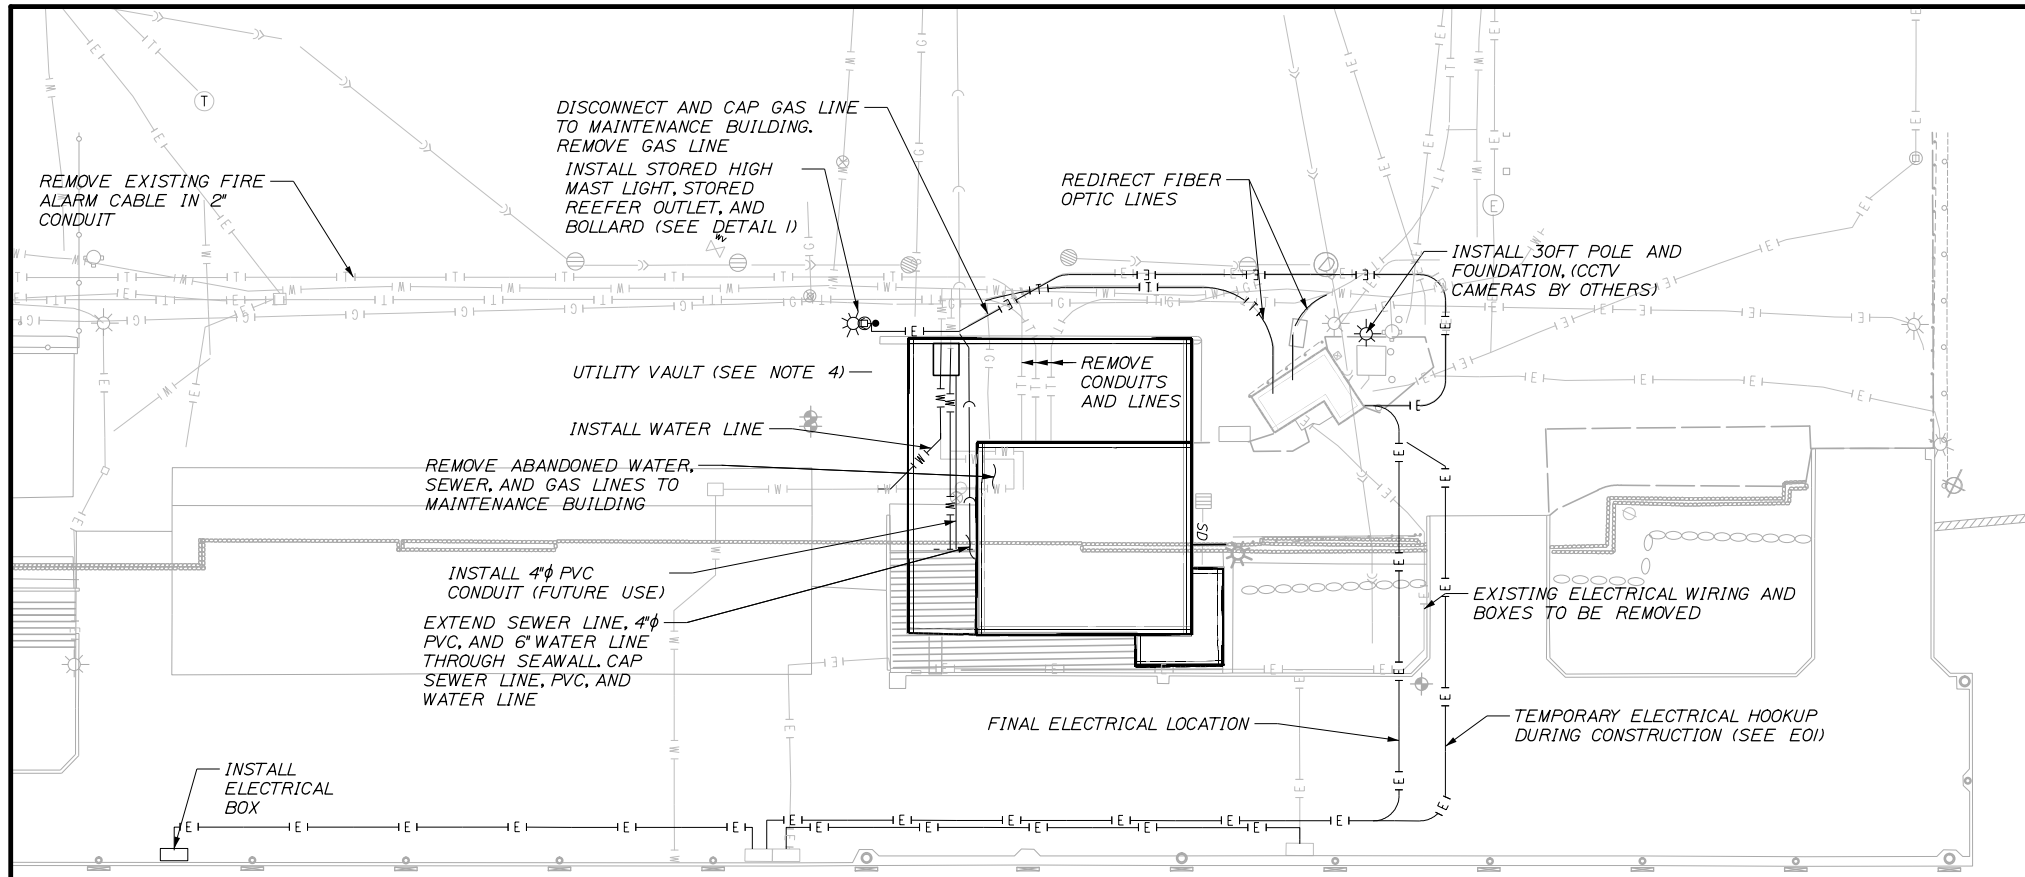 DISCONNECT AND CAP GAS LINE
TO MAINTENANCE BUILDING.
REMOVE GAS LINE
INSTALL STORED HIGH
MAST LIGHT, STORED
REEFER OUTLET, AND
BOLLARD (SEE DETAIL 1)
REMOVE EXISTING FIRE
ALARM CABLE IN 2"
CONDUIT
REDIRECT FIBER
OPTIC LINES
INSTALL 30FT POLE AND
FOUNDATION, (CCTV
CAMERAS BY OTHERS)
UTILITY VAULT (SEE NOTE 4)
REMOVE
CONDUITS
AND LINES
INSTALL WATER LINE
REMOVE ABANDONED WATER,
SEWER, AND GAS LINES TO
MAINTENANCE BUILDING
SD
INSTALL 4"ϕ PVC
CONDUIT (FUTURE USE)
EXTEND SEWER LINE, 4"ϕ
PVC, AND 6" WATER LINE
THROUGH SEAWALL. CAP
SEWER LINE, PVC, AND
WATER LINE
EXISTING ELECTRICAL WIRING AND
BOXES TO BE REMOVED
FINAL ELECTRICAL LOCATION
TEMPORARY ELECTRICAL HOOKUP
DURING CONSTRUCTION (SEE E01)
INSTALL
ELECTRICAL
BOX